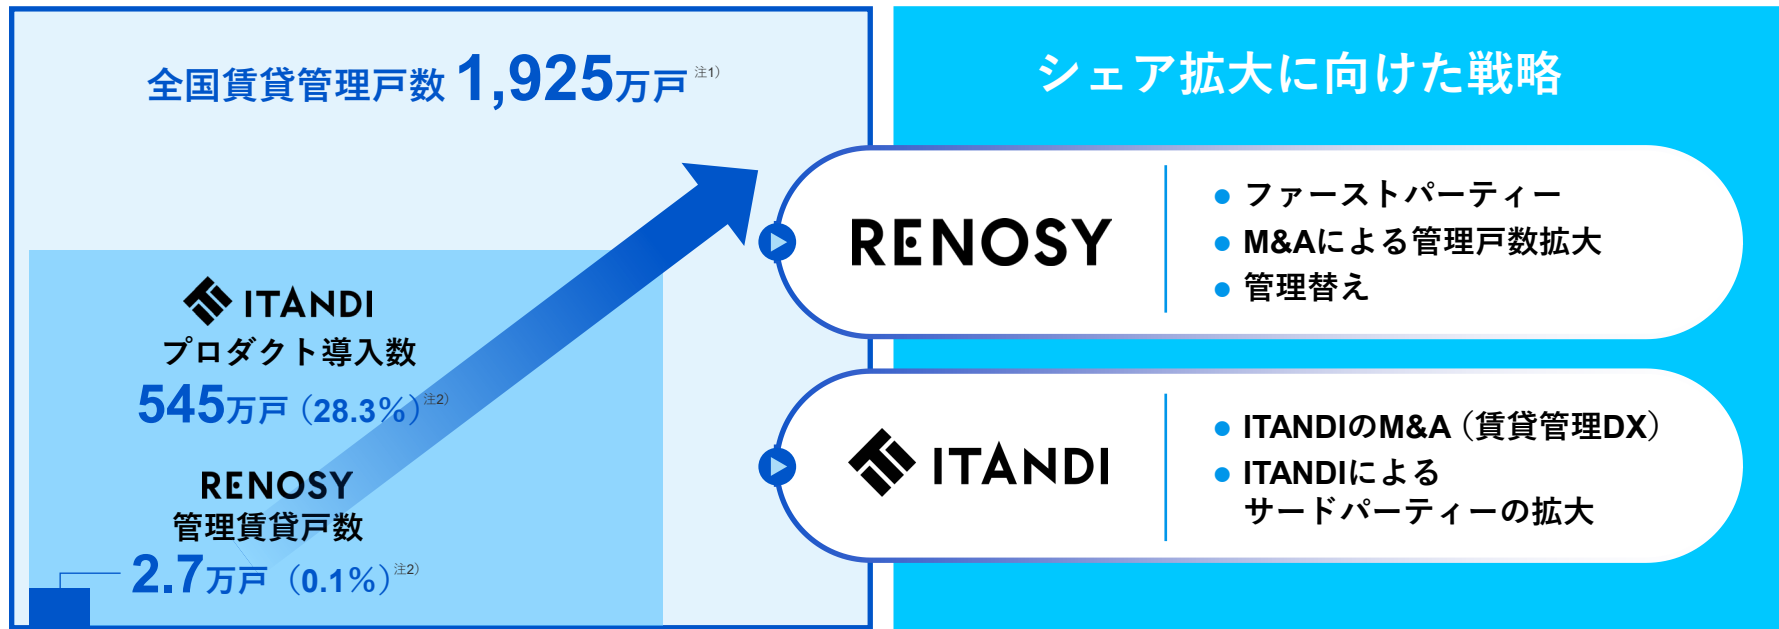 全国賃貸管理戸数 1,925万戸 注1)
ITANDI
プロダクト導入数
545万戸（28.3%）注2)
RENOSY
管理賃貸戸数
2.7万戸（0.1%）注2)
シェア拡大に向けた戦略
RENOSY
ファーストパーティー
M&Aによる管理戸数拡大
管理替え
ITANDI
ITANDIのM&A（賃貸管理DX）
ITANDIによる
サードパーティーの拡大